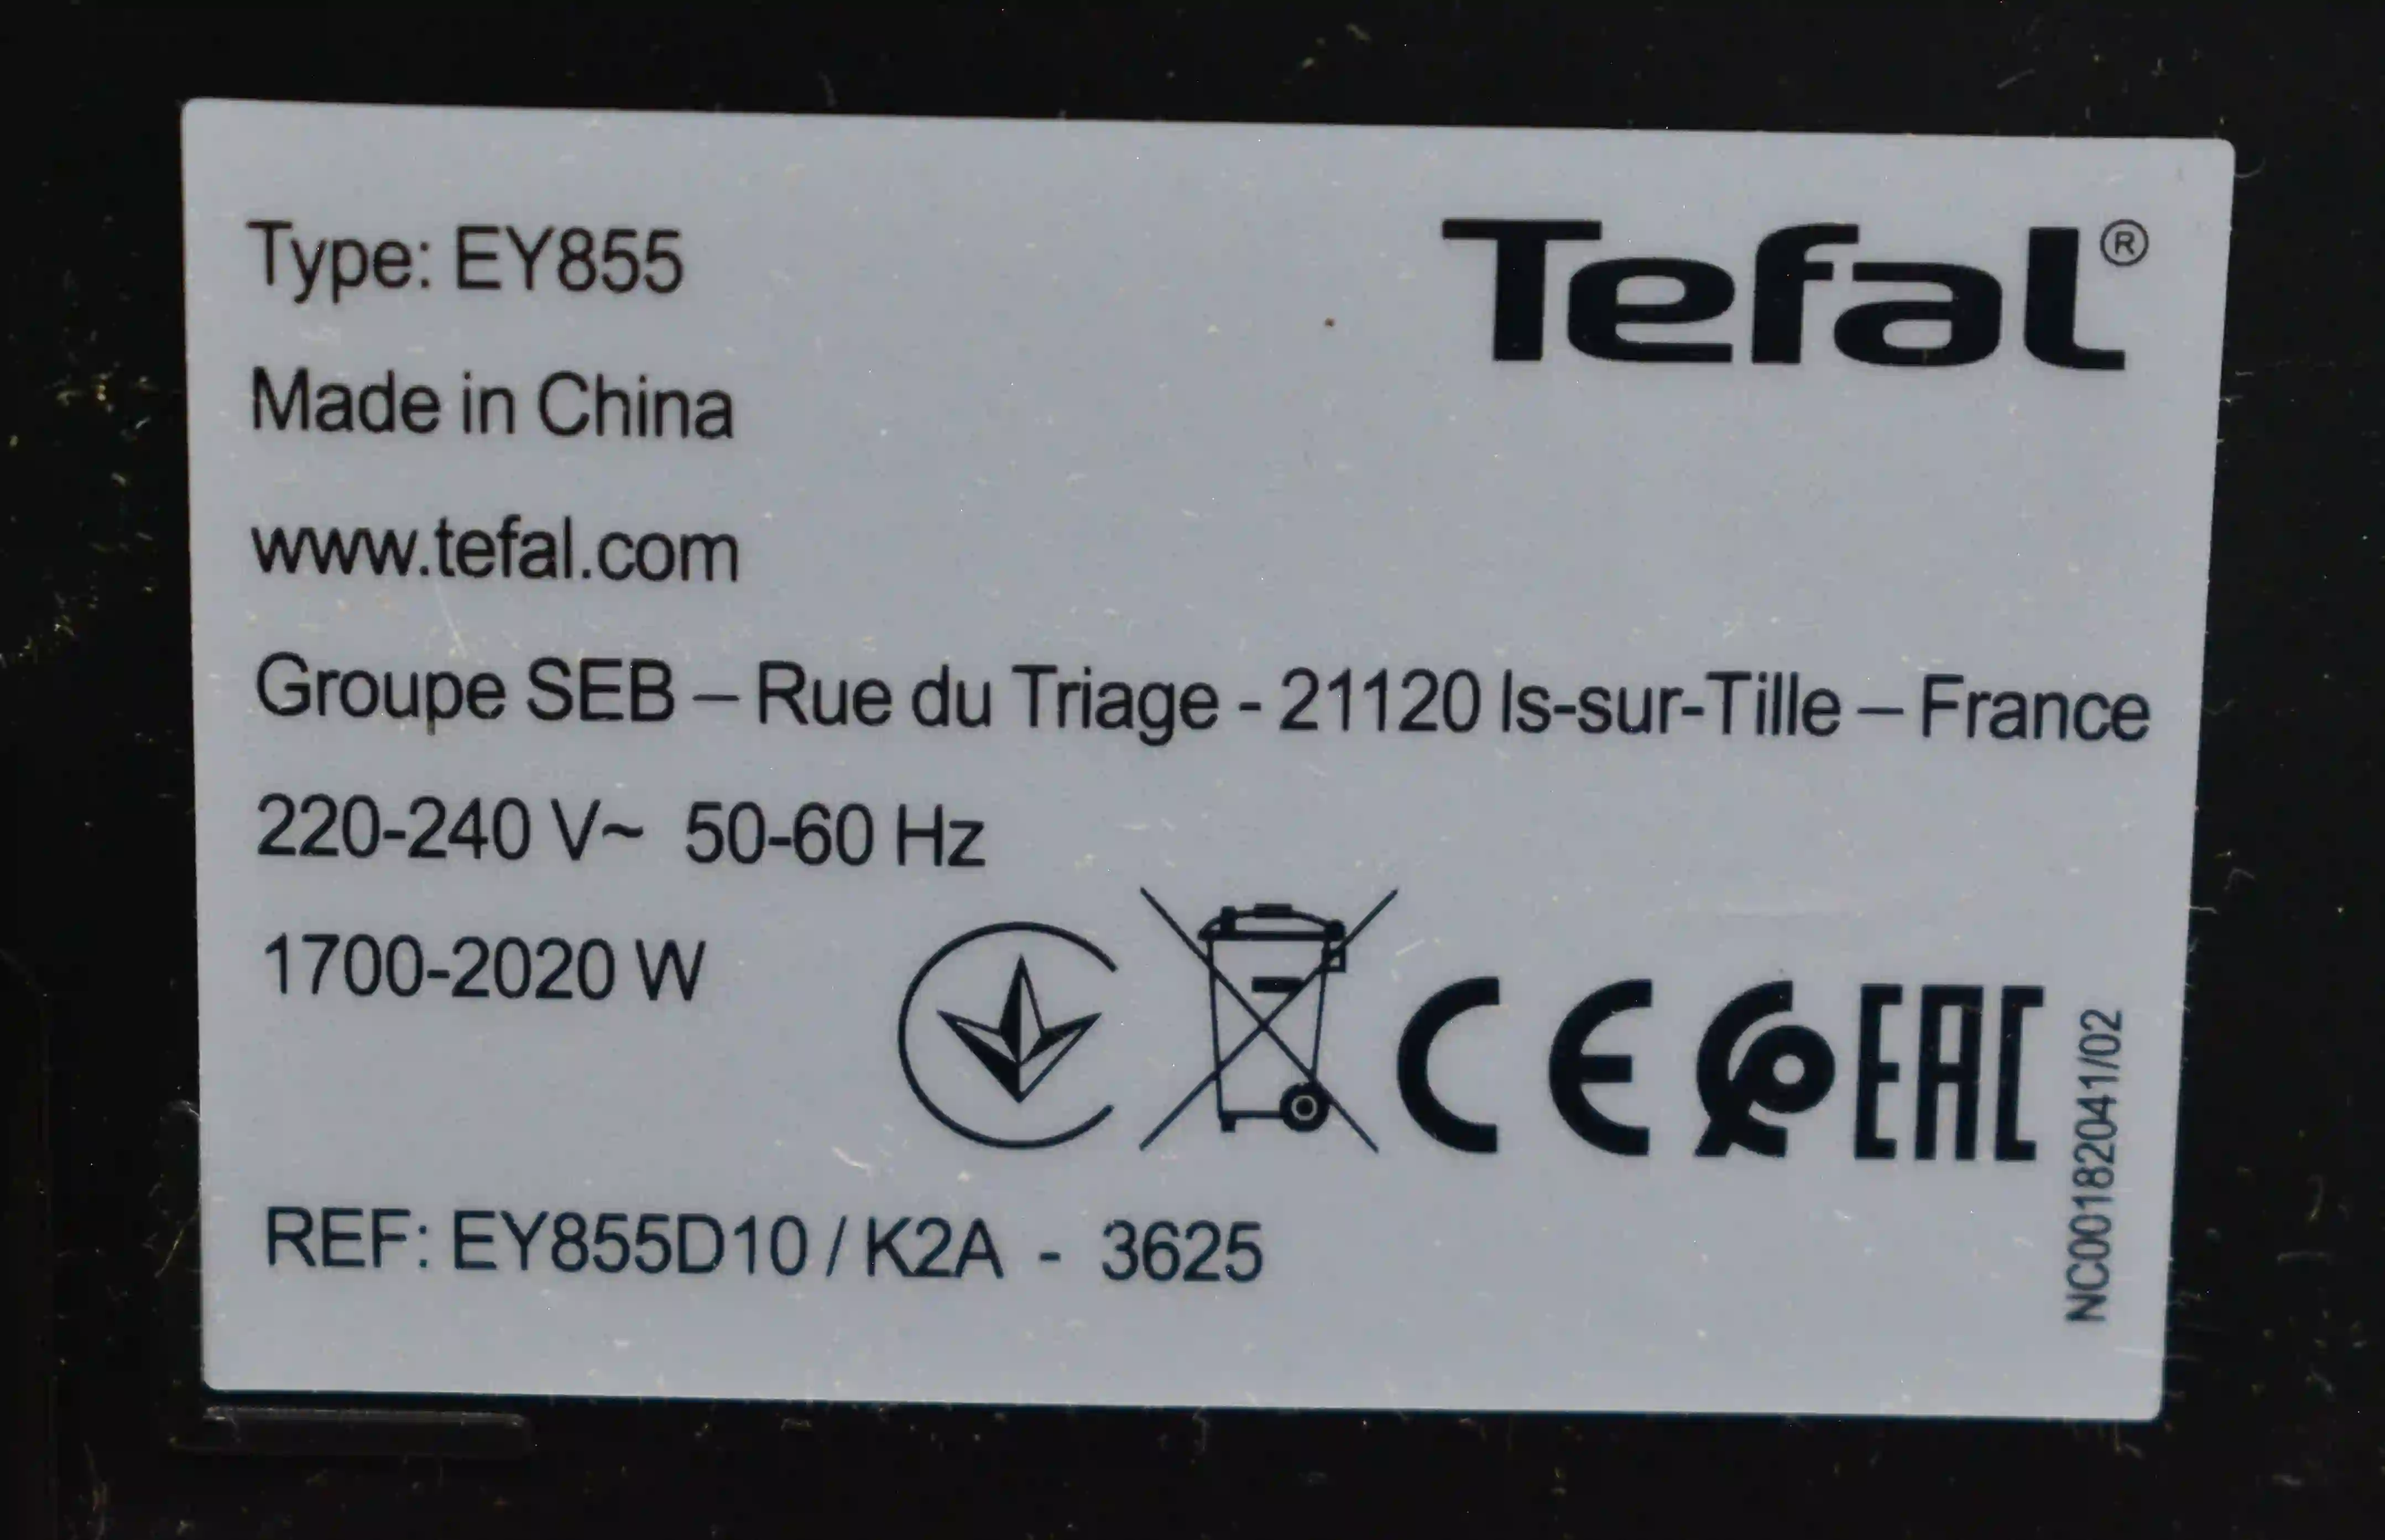 Type: EY855
Tefal®
Made in China
www.tefal.com
Groupe SEB – Rue du Triage - 21120 Is-sur-Tille – France
220-240 V~ 50-60 Hz
1700-2020 W
CE EAC
NC00182041/02
REF: EY855D10 / K2A - 3625